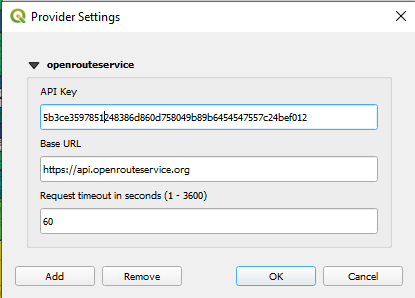 Provider Settings
openrouteservice
API Key
5b3ce3597851248386d860d758049b89b6454547557c24bef012
Base URL
https://api.openrouteservice.org
Request timeout in seconds (1 - 3600)
60
Add Remove OK Cancel